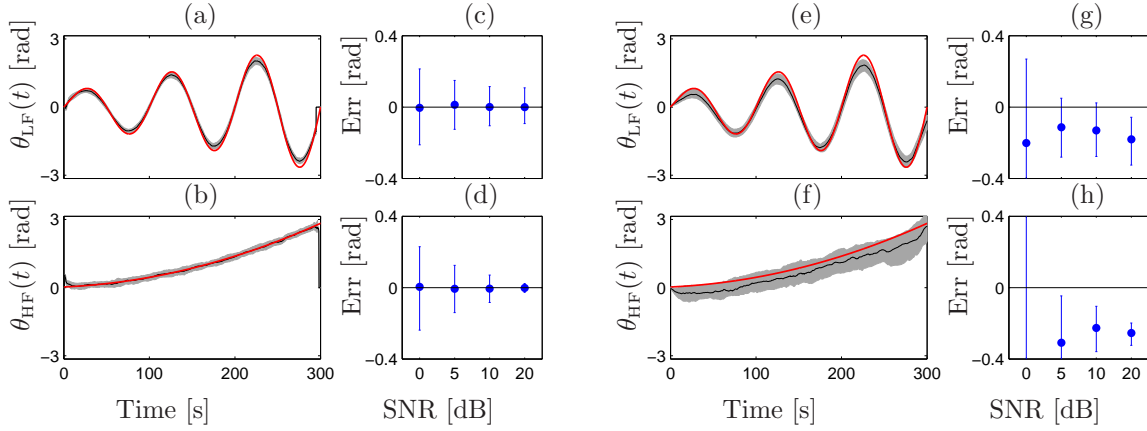 (a)
(c)
(e)
(g)
θLF(t) [rad]
3
0
−3
Err [rad]
0.4
0
−0.4
θLF(t) [rad]
3
0
−3
Err [rad]
0.4
0
−0.4
(b)
(d)
(f)
(h)
θHF(t) [rad]
3
0
−3
0 100 200 300
Time [s]
Err [rad]
0.4
0
−0.4
0 5 10 20
SNR [dB]
θHF(t) [rad]
3
0
−3
0 100 200 300
Time [s]
Err [rad]
0.4
0
−0.4
0 5 10 20
SNR [dB]